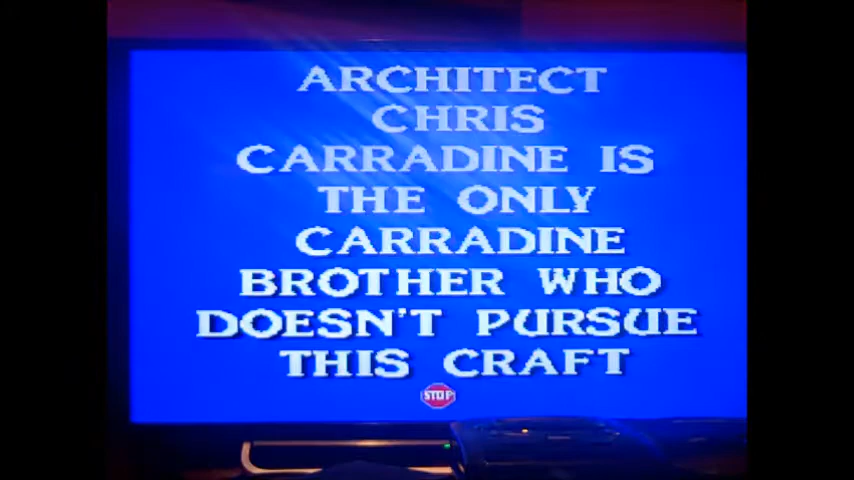 ARCHITECT
CHRIS
CARRADINE IS
THE ONLY
CARRADINE
BROTHER WHO
DOESN'T PURSUE
THIS CRAFT
STOP